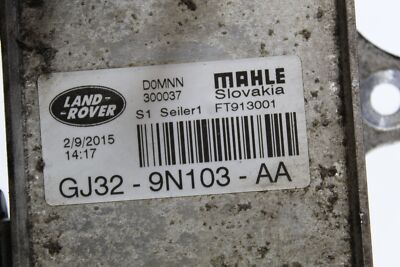 LAND-
ROVER
D0MNN
300037
MAHLE
Slovakia
S1 Seiler1 FT913001
2/9/2015
14:17
GJ32 - 9N103 - AA